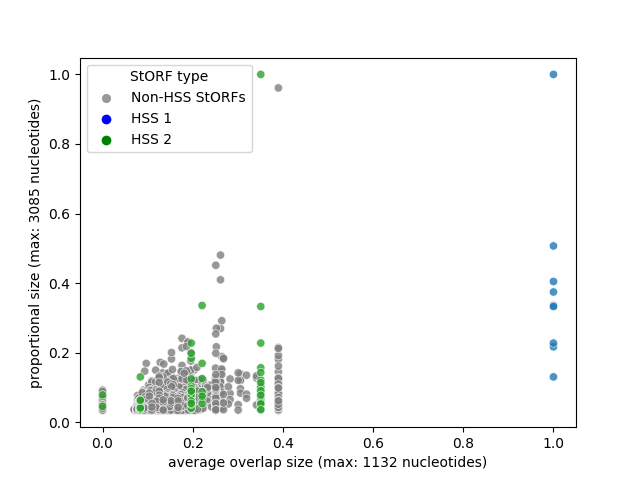 StORF type
Non-HSS StORFs
HSS 1
HSS 2
proportional size (max: 3085 nucleotides)
1.0
0.8
0.6
0.4
0.2
0.0
0.0 0.2 0.4 0.6 0.8 1.0
average overlap size (max: 1132 nucleotides)